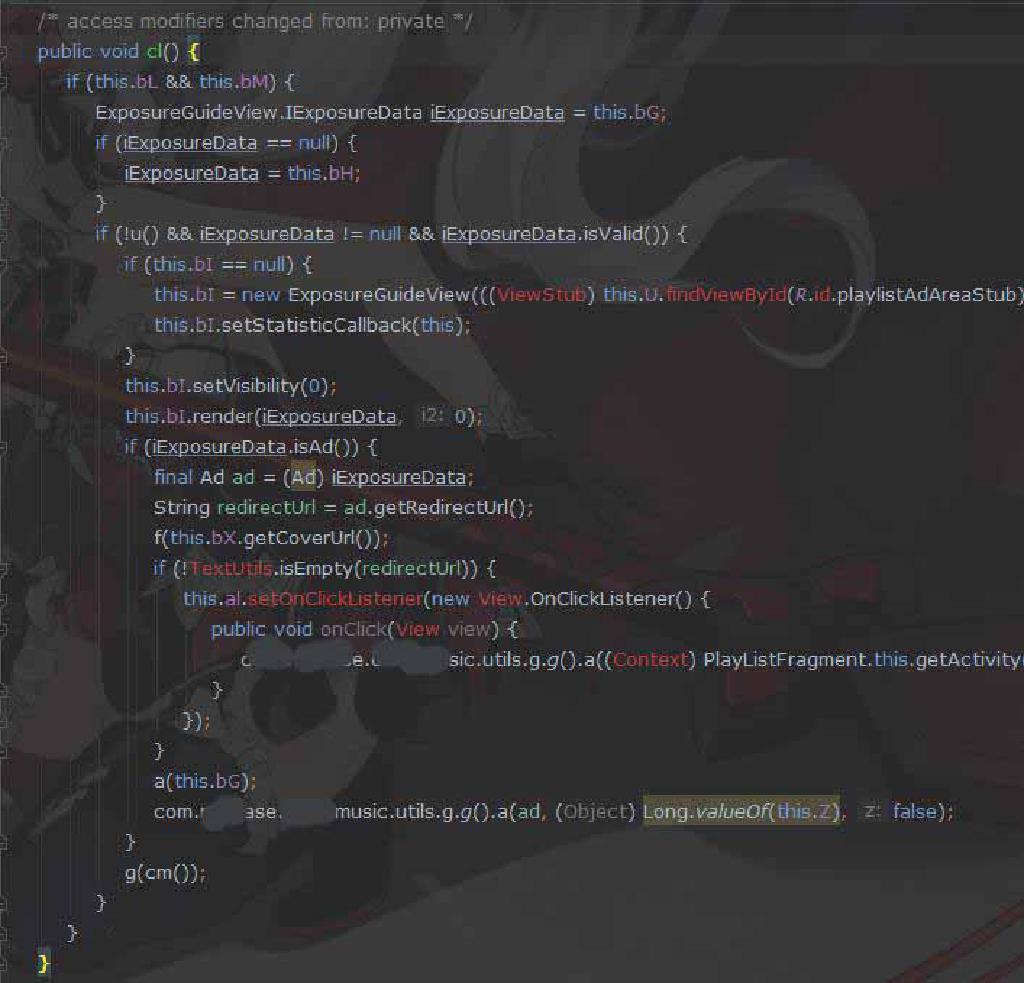 /* access modifiers changed from: private */
public void cl() {
if (this.bL && this.bM) {
ExposureGuideView.IExposureData iExposureData = this.bG;
if (iExposureData == null) {
iExposureData = this.bH;
}
if (!u() && iExposureData != null && iExposureData.isValid()) {
if (this.bI == null) {
this.bI = new ExposureGuideView(((ViewStub) this.U.findViewById(R.id.playlistAdAreaStub)
this.bI.setStatisticCallback(this);
}
this.bI.setVisibility(0);
this.bI.render(iExposureData, i2: 0);
if (iExposureData.isAd()) {
final Ad ad = (Ad) iExposureData;
String redirectUrl = ad.getRedirectUrl();
f(this.bX.getCoverUrl());
if (!TextUtils.isEmpty(redirectUrl)) {
this.al.setOnClickListener(new View.OnClickListener() {
public void onClick(View view) {
sic.utils.g.g().a((Context) PlayListFragment.this.getActivity(
}
});
}
a(this.bG);
com. ase. music.utils.g.g().a(ad, (Object) Long.valueOf(this.Z), z: false);
}
g(cm());
}
}
}